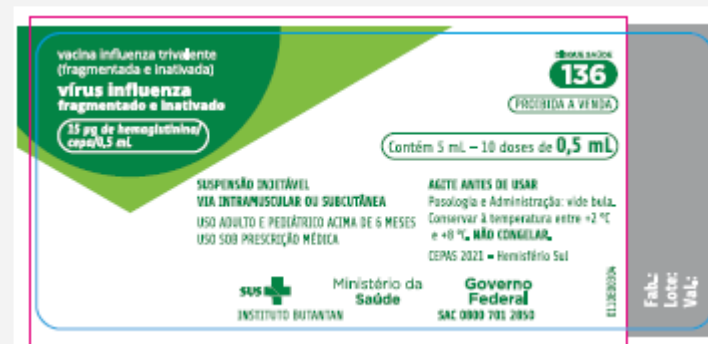 vacina influenza trivalente
(fragmentada e inativada)
vírus influenza
fragmentado e inativado
15 µg de hemaglutinina/
cepa/0,5 mL
DISQUE SAÚDE
136
PROIBIDA A VENDA
Contém 5 mL – 10 doses de 0,5 mL
SUSPENSÃO INJETÁVEL
VIA INTRAMUSCULAR OU SUBCUTÂNEA
USO ADULTO E PEDIÁTRICO ACIMA DE 6 MESES
USO SOB PRESCRIÇÃO MÉDICA
AGITE ANTES DE USAR
Posologia e Administração: vide bula.
Conservar à temperatura entre +2 °C
e +8 °C. NÃO CONGELAR.
CEPAS 2021 – Hemisfério Sul
SUS
INSTITUTO BUTANTAN
Ministério da
Saúde
Governo
Federal
SAC 0800 701 2850
Fab.:
Lote:
Val.: